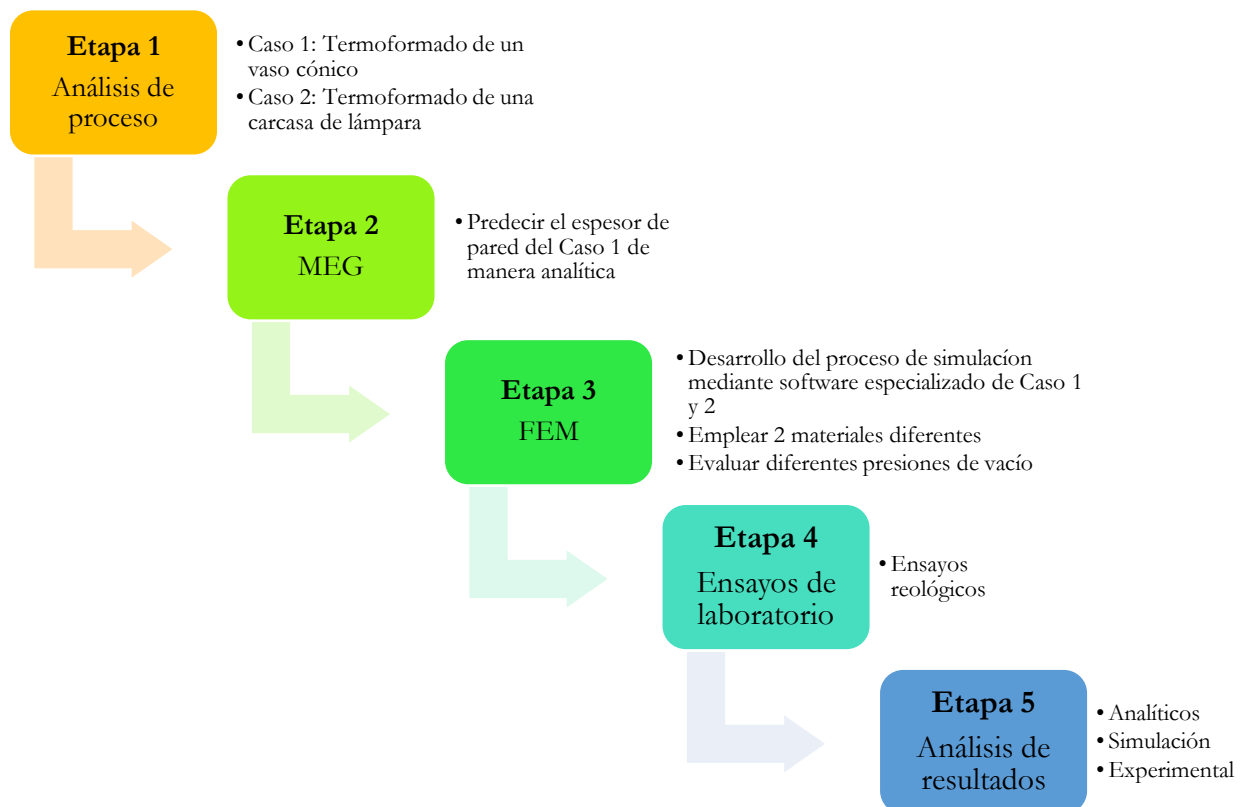 Etapa 1
Análisis de
proceso
• Caso 1: Termoformado de un
vaso cónico
• Caso 2: Termoformado de una
carcasa de lámpara
Etapa 2
MEG
• Predecir el espesor de
pared del Caso 1 de
manera analítica
Etapa 3
FEM
• Desarrollo del proceso de simulacíon
mediante software especializado de Caso 1
y 2
• Emplear 2 materiales diferentes
• Evaluar diferentes presiones de vacío
Etapa 4
Ensayos de
laboratorio
• Ensayos
reológicos
Etapa 5
Análisis de
resultados
• Analíticos
• Simulación
• Experimental